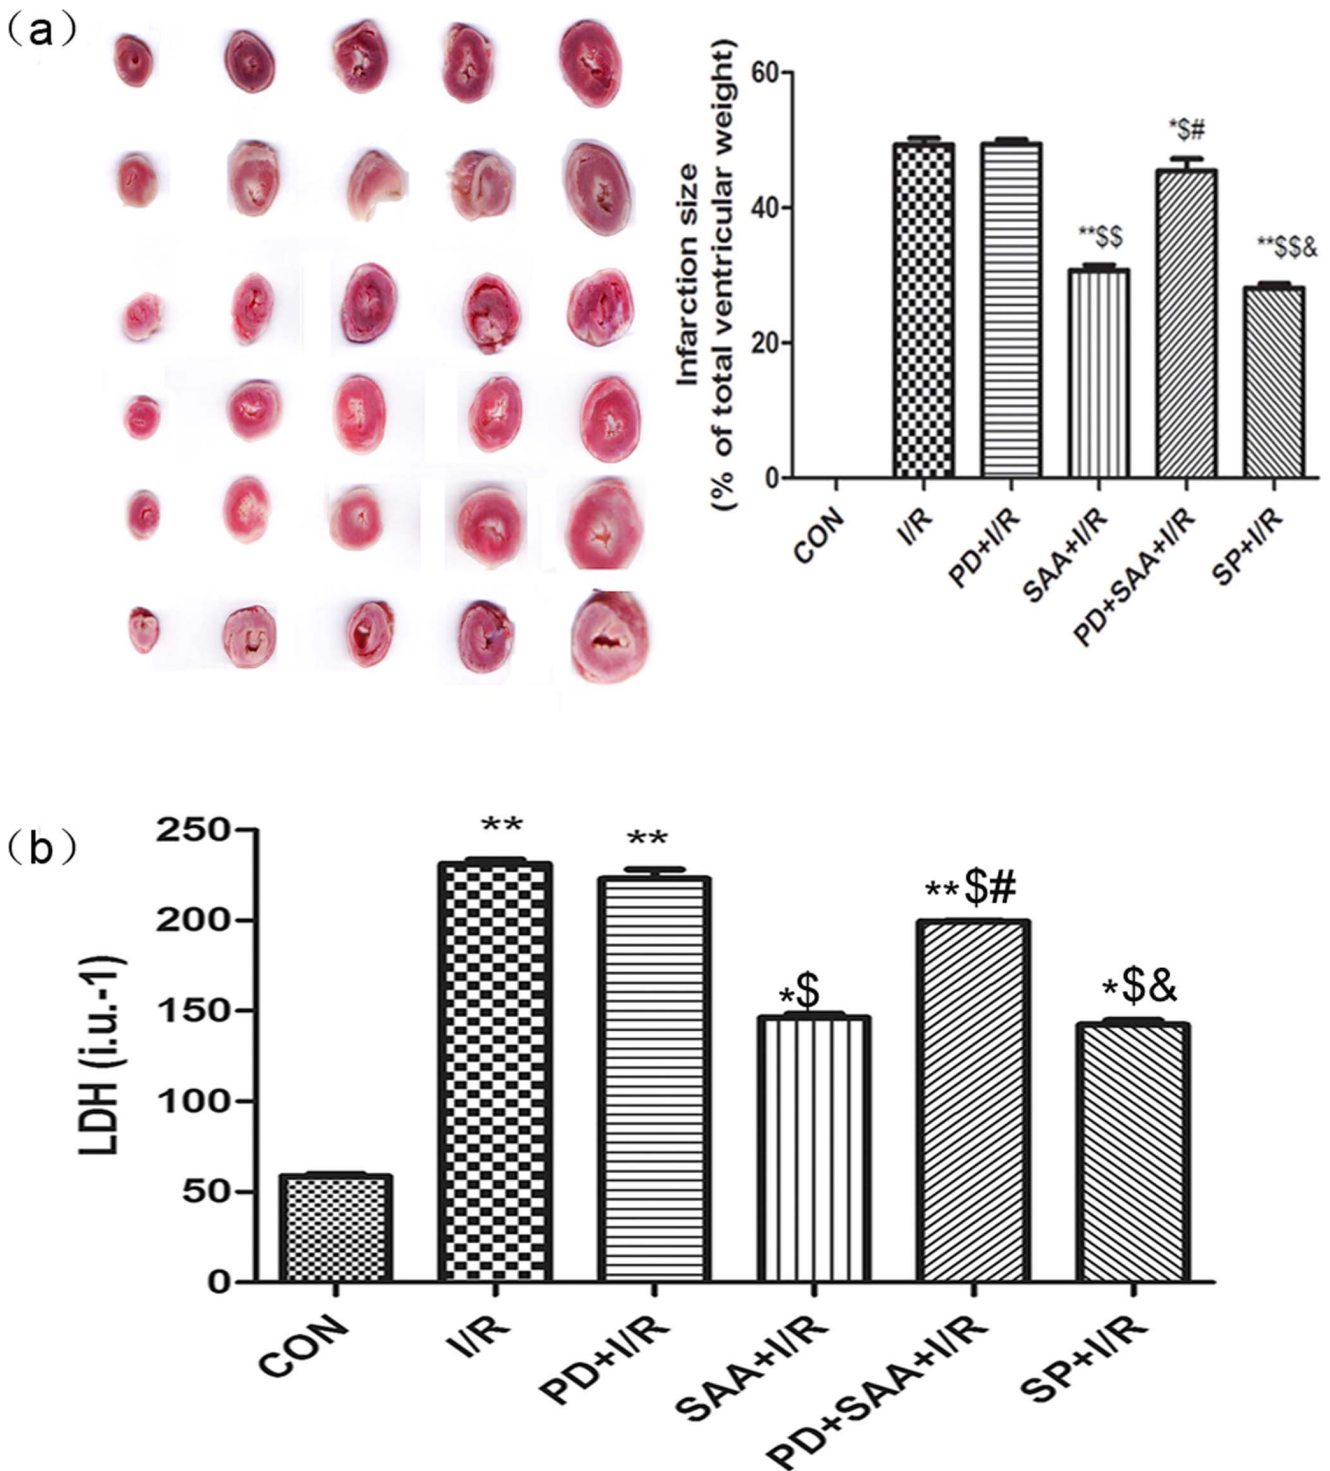 (a)
Infarction size
(% of total ventricular weight)
60
40
20
0
**$$
*$#
**$$&
CON
I/R
PD+I/R
SAA+I/R
PD+SAA+I/R
SP+I/R
(b)
LDH (i.u.-1)
250
200
150
100
50
0
**
**
*$
**$#
*$&
CON
I/R
PD+I/R
SAA+I/R
PD+SAA+I/R
SP+I/R